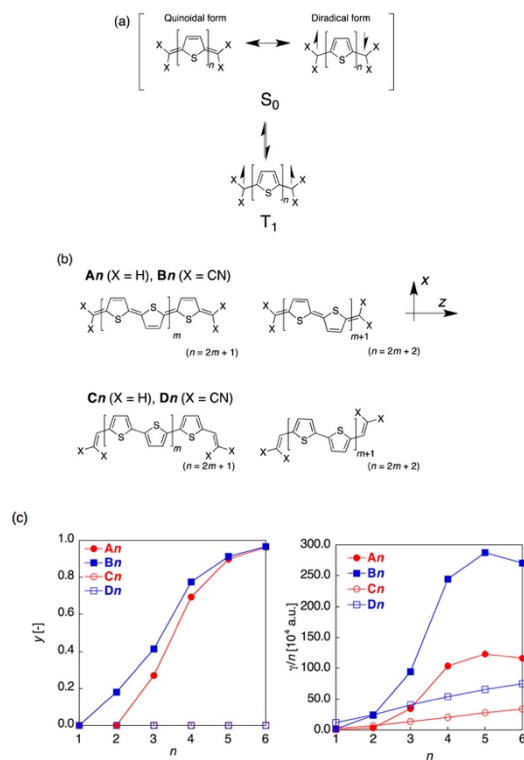 (a)
Quinoidal form
Diradical form
X X
X X
S
n
X X
X X
S
n
S0
X X
X X
S
n
T1
(b)
An (X = H), Bn (X = CN)
X
X
S
S
S
X
X
m
(n = 2m + 1)
X
X
S
S
X
X
m+1
(n = 2m + 2)
x
z
Cn (X = H), Dn (X = CN)
S
S
S
X
X
X X
m
(n = 2m + 1)
X
X
S
S
X
X
m+1
(n = 2m + 2)
(c)
1.0
0.8
0.6
0.4
0.2
0.0
y [-]
An
Bn
Cn
Dn
1 2 3 4 5 6
n
300.0
250.0
200.0
150.0
100.0
50.0
0.0
γ/n [10⁴ a.u.]
An
Bn
Cn
Dn
1 2 3 4 5 6
n